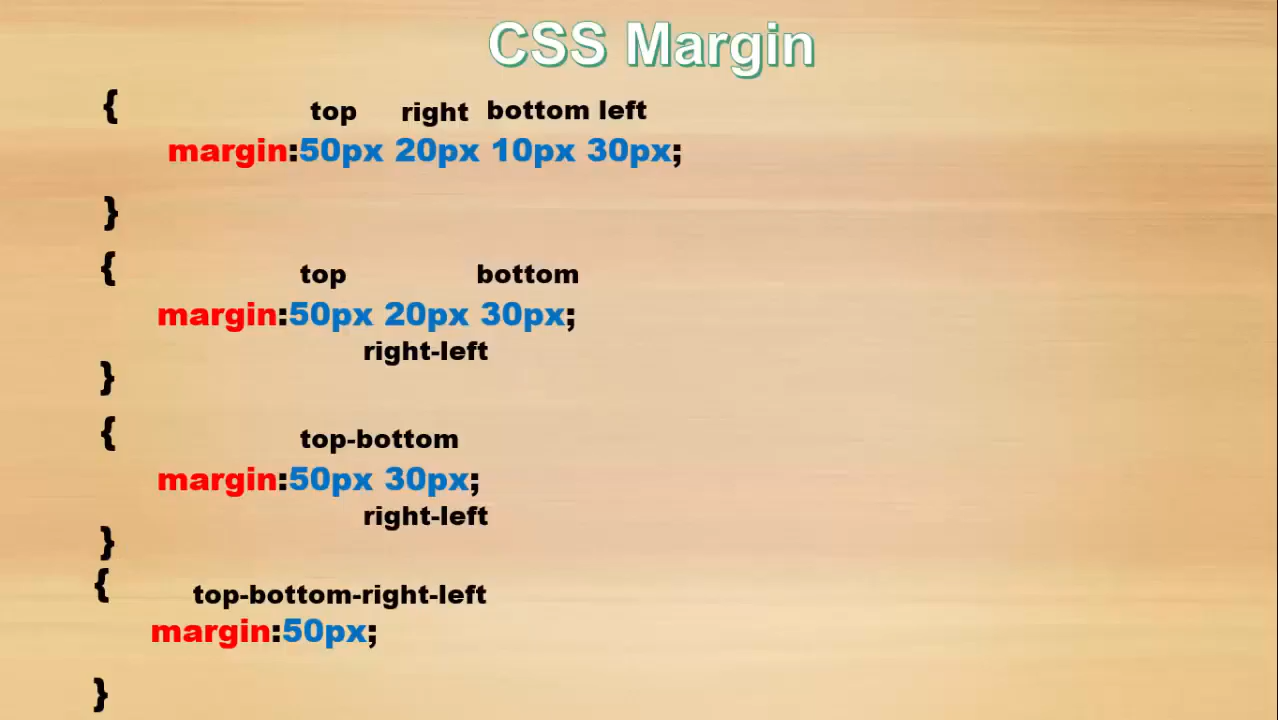 CSS Margin
{
top right bottom left
margin:50px 20px 10px 30px;
}
{
top bottom
margin:50px 20px 30px;
right-left
}
{
top-bottom
margin:50px 30px;
right-left
}
{
top-bottom-right-left
margin:50px;
}